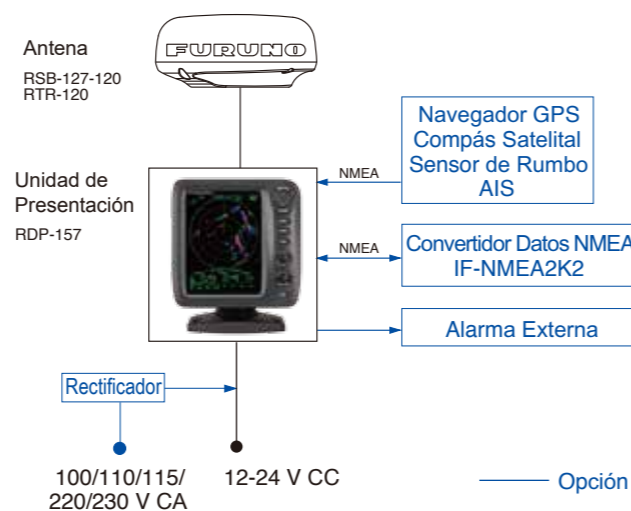 Antena
RSB-127-120
RTR-120
FURUNO
Navegador GPS
Compás Satelital
Sensor de Rumbo
AIS
NMEA
Unidad de
Presentación
RDP-157
NMEA
Convertidor Datos NMEA
IF-NMEA2K2
Alarma Externa
Rectificador
100/110/115/
220/230 V CA
12-24 V CC
Opción